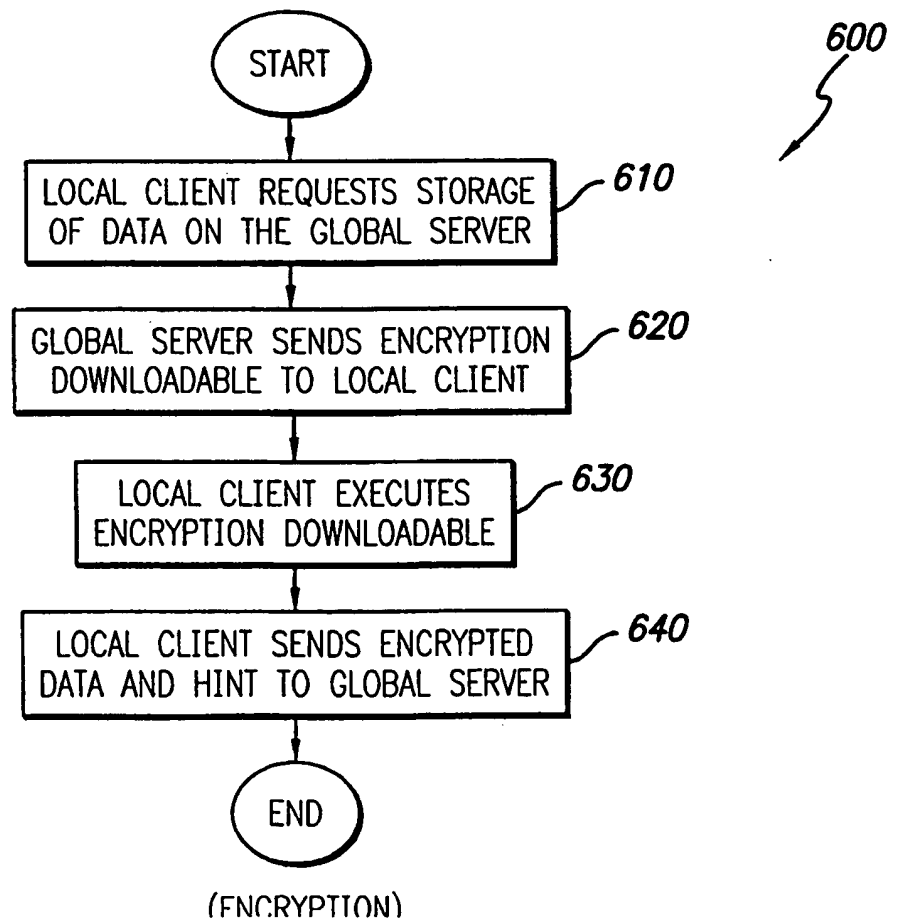 START
600
LOCAL CLIENT REQUESTS STORAGE
OF DATA ON THE GLOBAL SERVER
610
GLOBAL SERVER SENDS ENCRYPTION
DOWNLOADABLE TO LOCAL CLIENT
620
LOCAL CLIENT EXECUTES
ENCRYPTION DOWNLOADABLE
630
LOCAL CLIENT SENDS ENCRYPTED
DATA AND HINT TO GLOBAL SERVER
640
END
(ENCRYPTION)